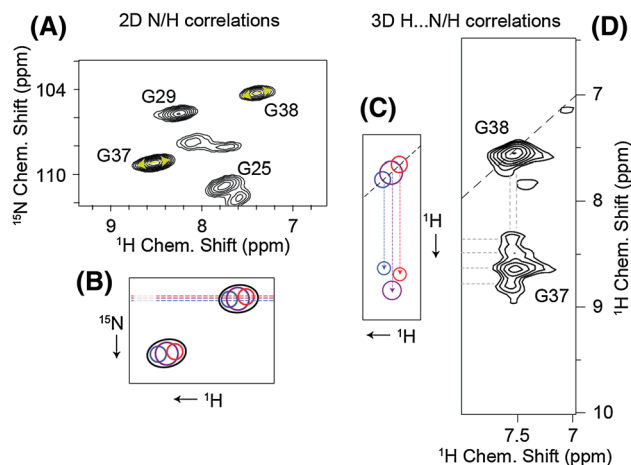 2D N/H correlations
3D H...N/H correlations
(A)
104
110
¹⁵N Chem. Shift (ppm)
G29
G38
G37
G25
9
8
7
¹H Chem. Shift (ppm)
(B)
¹⁵N
¹H
(C)
¹H
¹H
(D)
G38
G37
7
8
9
10
¹H Chem. Shift (ppm)
7.5
7
¹H Chem. Shift (ppm)